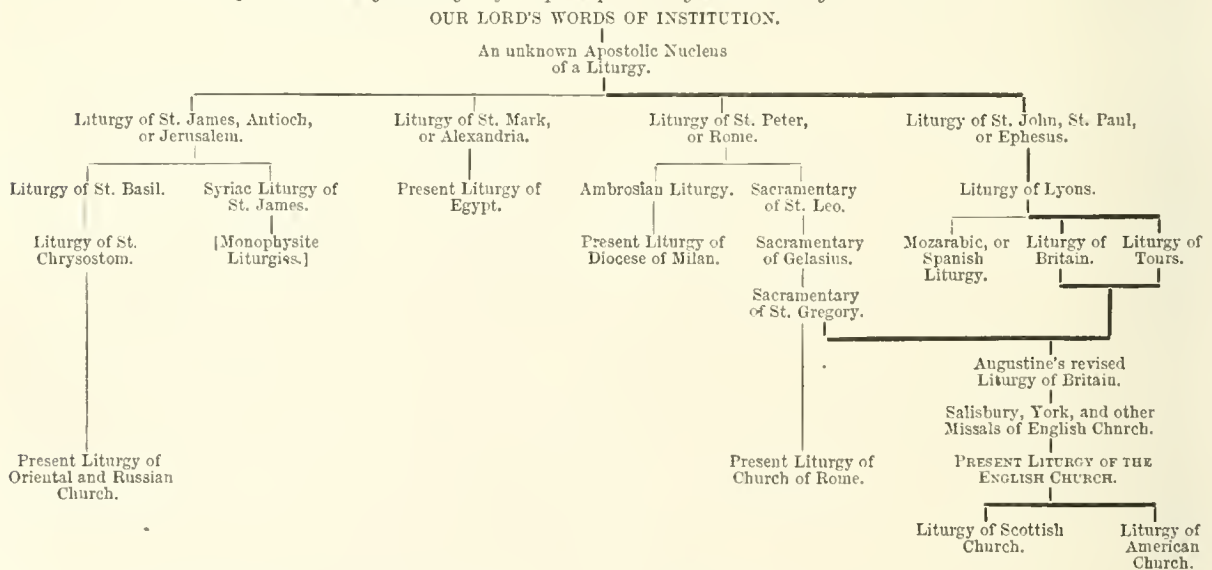 OUR LORD'S WORDS OF INSTITUTION.
An unknown Apostolic Nucleus
of a Liturgy.
Liturgy of St. James, Antioch,
or Jerusalem.
Liturgy of St. Mark,
or Alexandria.
Liturgy of St. Peter,
or Rome.
Liturgy of St. John, St. Paul,
or Ephesus.
Liturgy of St. Basil.
Syriac Liturgy of
St. James.
Present Liturgy of
Egypt.
Ambrosian Liturgy.
Sacramentary
of St. Leo.
Liturgy of Lyons.
Liturgy of St.
Chrysostom.
[Monophysite
Liturgies.]
Present Liturgy of
Diocese of Milan.
Sacramentary
of Gelasius.
Mozarabic, or
Spanish
Liturgy.
Liturgy of
Britain.
Liturgy of
Tours.
Sacramentary
of St. Gregory.
Augustine's revised
Liturgy of Britain.
Salisbury, York, and other
Missals of English Chnrch.
Present Liturgy of
Oriental and Russian
Church.
Present Liturgy of
Church of Rome.
PRESENT LITURGY OF THE
ENGLISH CHURCH.
Liturgy of Scottish
Church.
Liturgy of
American
Church.